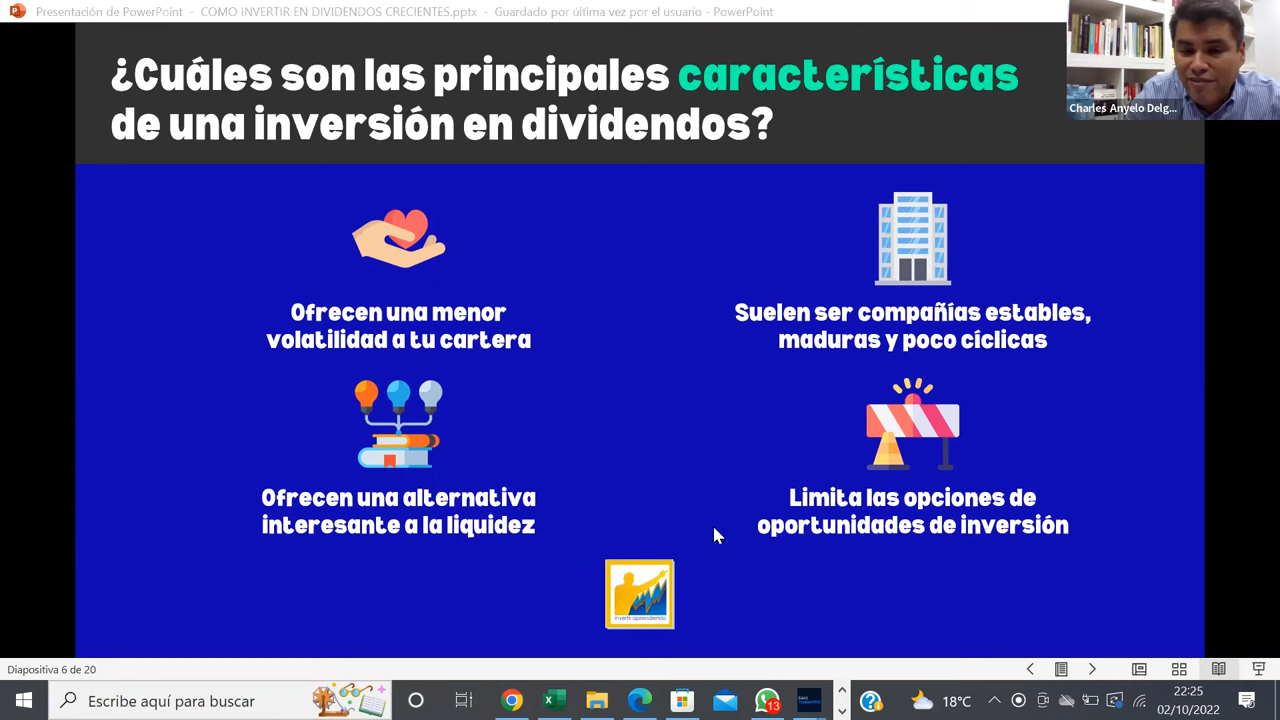 Presentación de PowerPoint - COMO INVERTIR EN DIVIDENDOS CRECIENTES.pptx - Guardado por última vez por el usuario - PowerPoint
¿Cuáles son las principales características
de una inversión en dividendos?
Charles Anyelo Delg...
Ofrecen una menor
volatilidad a tu cartera
Suelen ser compañías estables,
maduras y poco cíclicas
Ofrecen una alternativa
interesante a la liquidez
Limita las opciones de
oportunidades de inversión
invertir aprendiendo
Diapositiva 6 de 20
Escribe aquí para buscar
13
18°C
22:25
02/10/2022